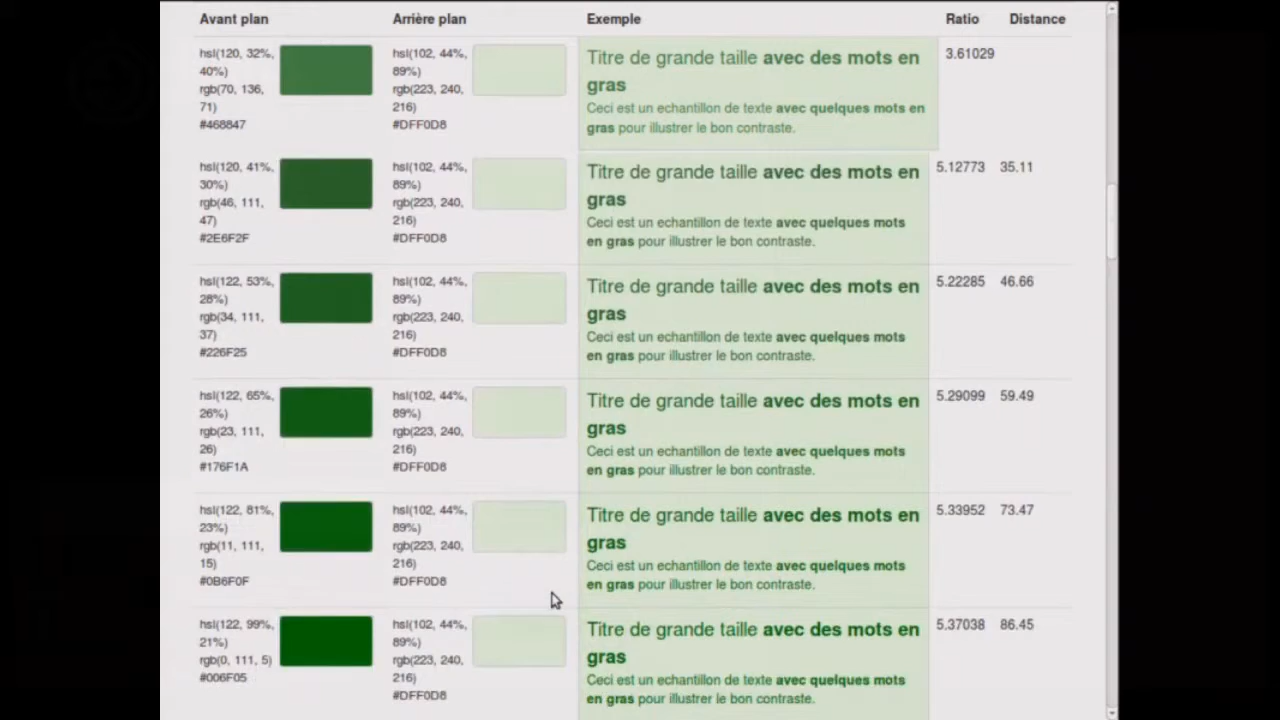 Avant plan Arrière plan Exemple Ratio Distance
hsl(120, 32%,
40%)
rgb(70, 136,
71)
#468847
hsl(102, 44%,
89%)
rgb(223, 240,
216)
#DFF0D8
Titre de grande taille avec des mots en
gras
Ceci est un echantillon de texte avec quelques mots en
gras pour illustrer le bon contraste.
3.61029
hsl(120, 41%,
30%)
rgb(46, 111,
47)
#2E6F2F
hsl(102, 44%,
89%)
rgb(223, 240,
216)
#DFF0D8
Titre de grande taille avec des mots en
gras
Ceci est un echantillon de texte avec quelques mots
en gras pour illustrer le bon contraste.
5.12773 35.11
hsl(122, 53%,
28%)
rgb(34, 111,
37)
#226F25
hsl(102, 44%,
89%)
rgb(223, 240,
216)
#DFF0D8
Titre de grande taille avec des mots en
gras
Ceci est un echantillon de texte avec quelques mots
en gras pour illustrer le bon contraste.
5.22285 46.66
hsl(122, 65%,
26%)
rgb(23, 111,
26)
#176F1A
hsl(102, 44%,
89%)
rgb(223, 240,
216)
#DFF0D8
Titre de grande taille avec des mots en
gras
Ceci est un echantillon de texte avec quelques mots
en gras pour illustrer le bon contraste.
5.29099 59.49
hsl(122, 81%,
23%)
rgb(11, 111,
15)
#0B6F0F
hsl(102, 44%,
89%)
rgb(223, 240,
216)
#DFF0D8
Titre de grande taille avec des mots en
gras
Ceci est un echantillon de texte avec quelques mots
en gras pour illustrer le bon contraste.
5.33952 73.47
hsl(122, 99%,
21%)
rgb(0, 111, 5)
#006F05
hsl(102, 44%,
89%)
rgb(223, 240,
216)
#DFF0D8
Titre de grande taille avec des mots en
gras
Ceci est un echantillon de texte avec quelques mots
en gras pour illustrer le bon contraste.
5.37038 86.45